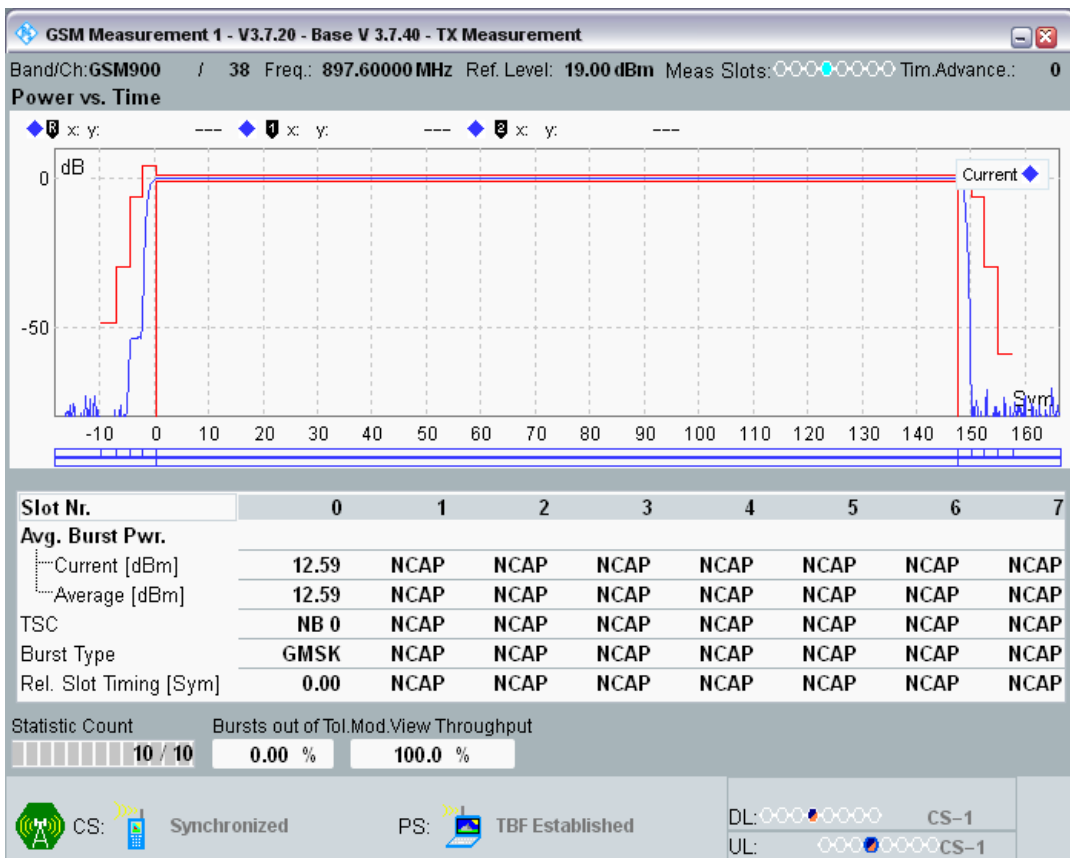 GSM Measurement 1 - V3.7.20 - Base V 3.7.40 - TX Measurement
Band/Ch:GSM900 / 38 Freq.: 897.60000 MHz Ref. Level: 19.00 dBm Meas Slots: Tim.Advance.: 0
Power vs. Time
R x: y: --- 1 x: y: --- 2 x: y: ---
dB
Current
0
-50
Sym
-10 0 10 20 30 40 50 60 70 80 90 100 110 120 130 140 150 160
Slot Nr. 0 1 2 3 4 5 6 7
Avg. Burst Pwr.
Current [dBm] 12.59 NCAP NCAP NCAP NCAP NCAP NCAP NCAP
Average [dBm] 12.59 NCAP NCAP NCAP NCAP NCAP NCAP NCAP
TSC NB 0 NCAP NCAP NCAP NCAP NCAP NCAP NCAP
Burst Type GMSK NCAP NCAP NCAP NCAP NCAP NCAP NCAP
Rel. Slot Timing [Sym] 0.00 NCAP NCAP NCAP NCAP NCAP NCAP NCAP
Statistic Count Bursts out of Tol.Mod.View Throughput
10 / 10 0.00 % 100.0 %
CS: Synchronized PS: TBF Established
DL: CS-1
UL: CS-1